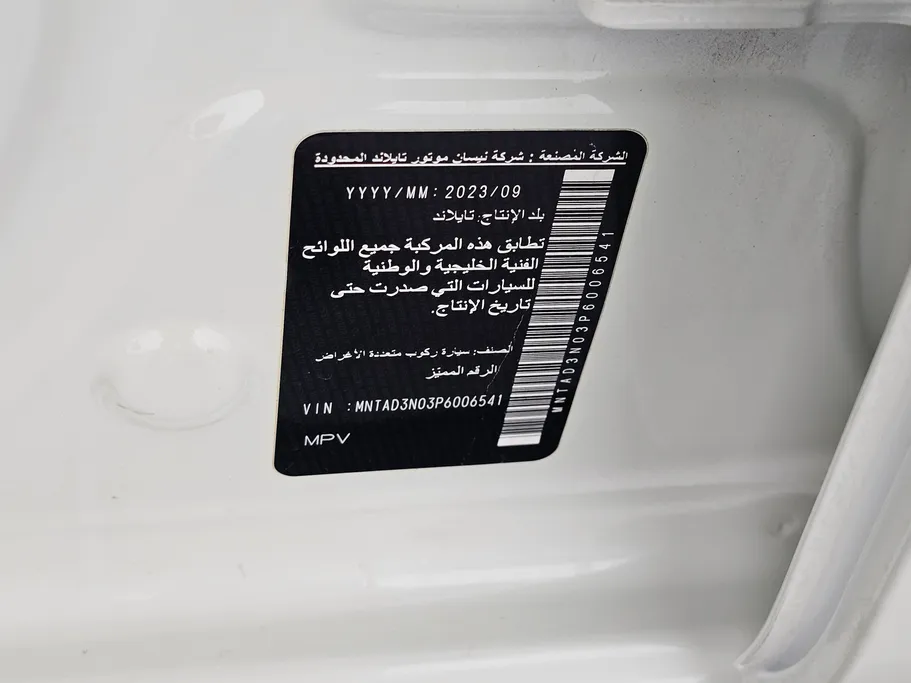 الشركة المصنعة : شركة نيسان موتور تايلاند المحدودة
YYYY/MM: 2023/09
بلد الإنتاج: تايلاند
تطابق هذه المركبة جميع اللوائح
الفنية الخليجية والوطنية
للسيارات التي صدرت حتى
تاريخ الإنتاج.
الصنف: سيارة ركوب متعددة الأغراض
الرقم المميّز
VIN :MNTAD3N03P6006541
MPV
MNTAD3N03P6006541